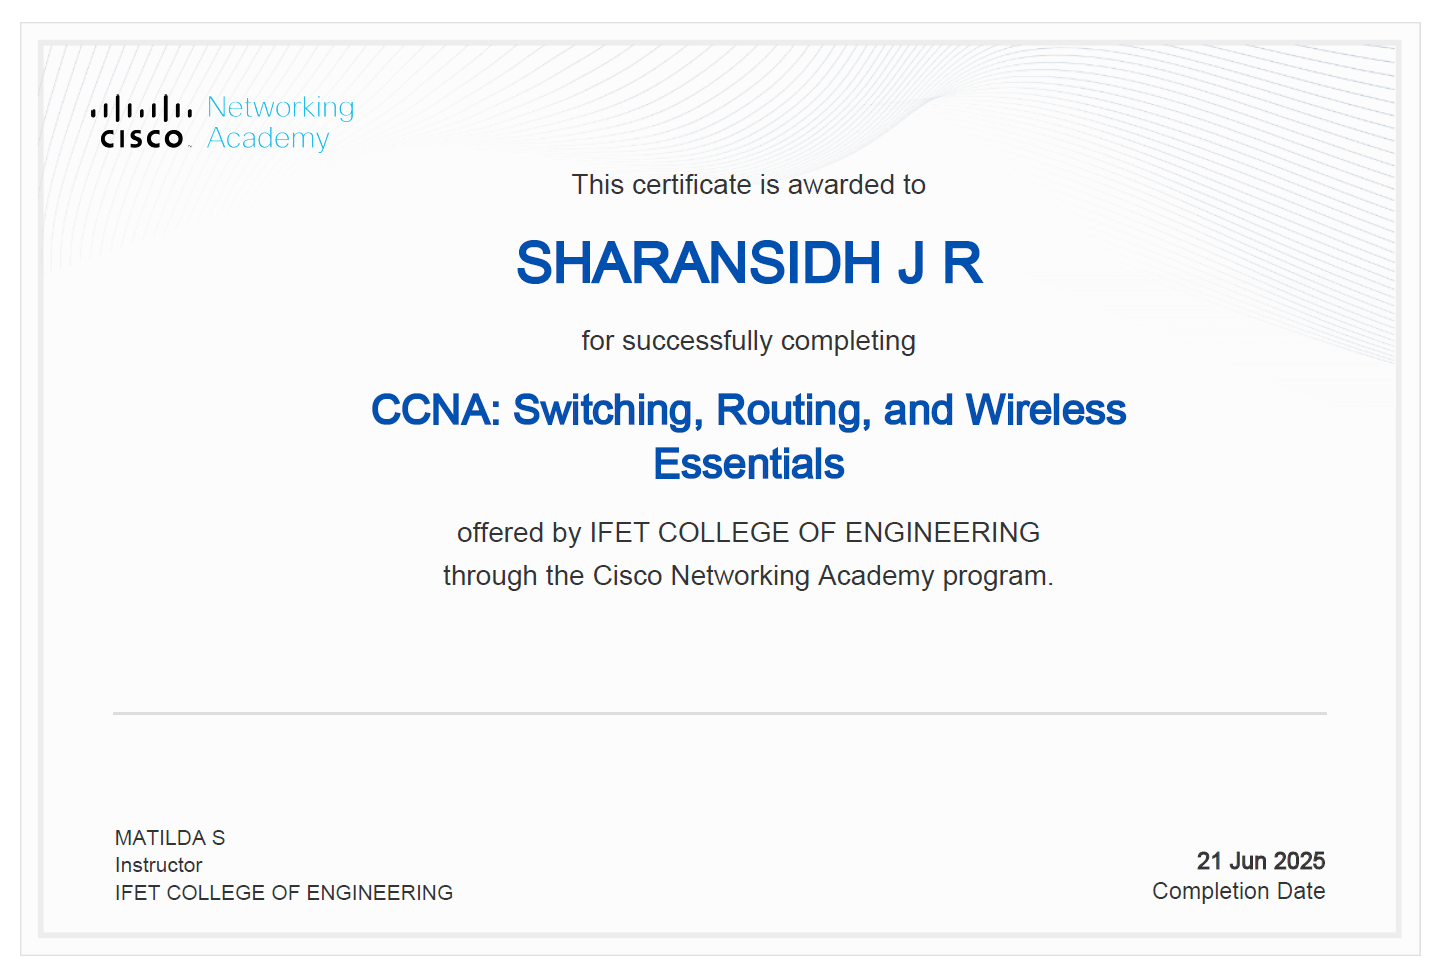 CISCO
Networking
Academy
This certificate is awarded to
SHARANSIDH J R
for successfully completing
CCNA: Switching, Routing, and Wireless
Essentials
offered by IFET COLLEGE OF ENGINEERING
through the Cisco Networking Academy program.
MATILDA S
Instructor
IFET COLLEGE OF ENGINEERING
21 Jun 2025
Completion Date